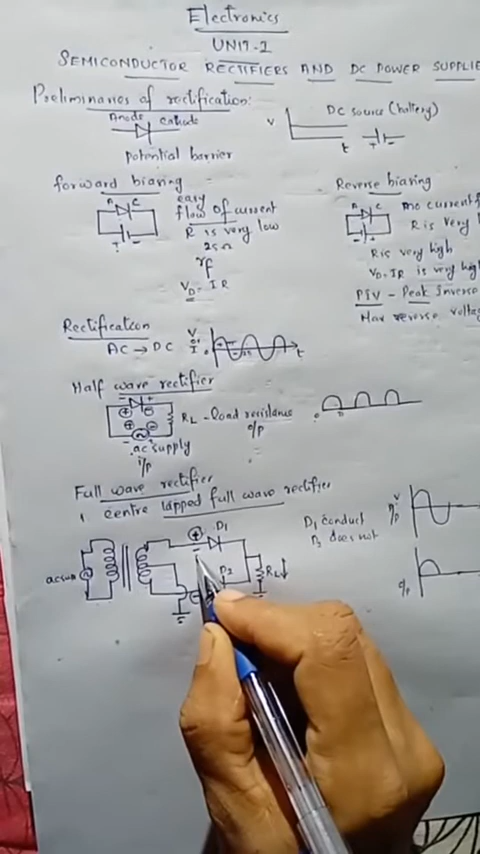 Electronics
UNIT-I
SEMICONDUCTOR RECTIFIERS AND DC POWER SUPPLIE
Preliminaries of rectification:
Anode Cathode
V
DC source (battery)
t
+ -
Potential barrier
forward biasing
A C
+ -
easy
flow of current
R is very low
25Ω
rf
VD = IR
Reverse biasing
A C
- +
no current f
R is very
R is very high
VD = IR is very high
PIV - Peak Inverse
Max reverse voltag
Rectification
AC → DC
V
or
I
t
Half wave rectifier
- +
RL - load resistance
o/p
ac supply
i/p
0
Full wave rectifier
1, centre tapped full wave rectifier
D1
D2
RL
D1 conduct
D2 does not
V
i/p
o/p